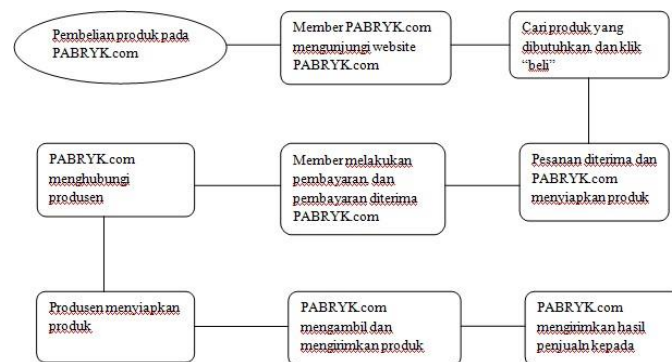 Pembelian produk pada
PABRYK.com
Member PABRYK.com
mengunjungi website
PABRYK.com
Cari produk yang
dibutuhkan, dan klik
“beli”
PABRYK.com
menghubungi
produsen
Member melakukan
pembayaran, dan
pembayaran diterima
PABRYK.com
Pesanan diterima dan
PABRYK.com
menyiapkan produk
Produsen menyiapkan
produk
PABRYK.com
mengambil dan
mengirimkan produk
PABRYK.com
mengirimkan hasil
penjualn kepada